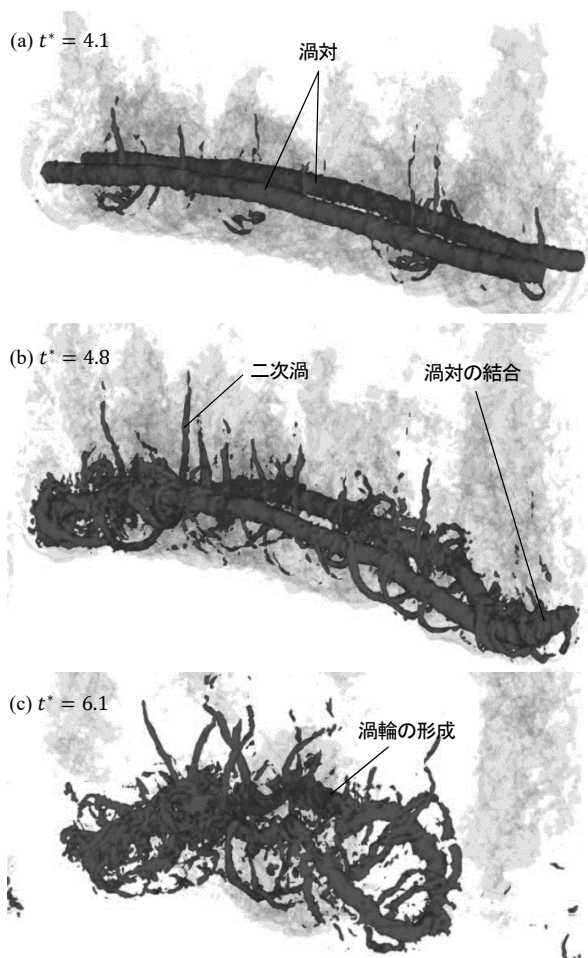 (a) t* = 4.1
渦対
(b) t* = 4.8
二次渦
渦対の結合
(c) t* = 6.1
渦輪の形成